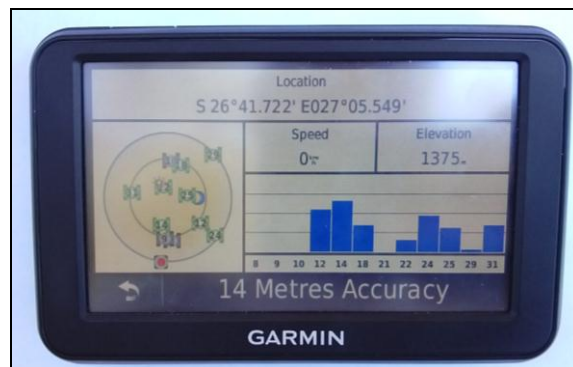 Location
S 26°41.722' E027°05.549'
Speed
Elevation
0
1375
8 9 10 12 14 18 21 22 24 25 29 31
14 Metres Accuracy
GARMIN